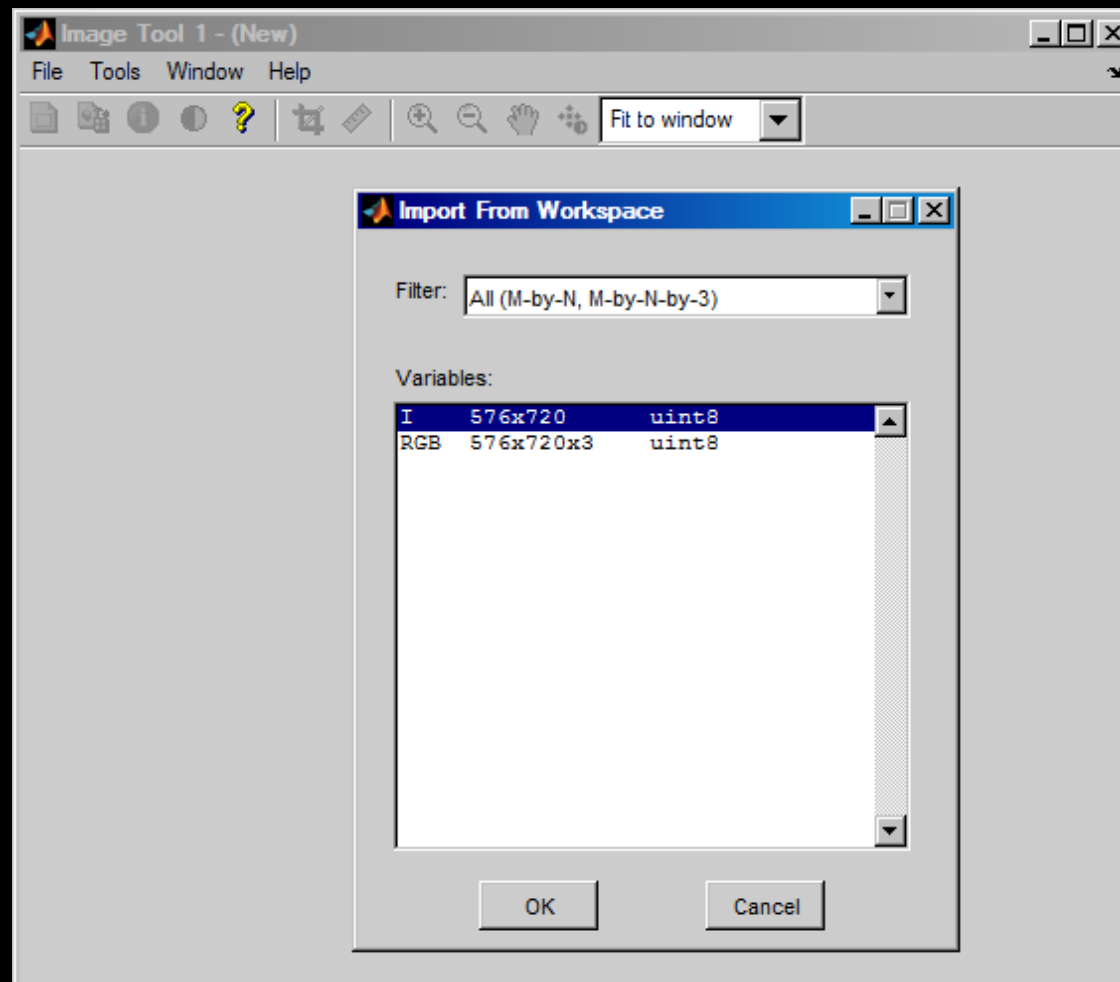 Image Tool 1 - (New)
File Tools Window Help
Fit to window
Import From Workspace
Filter: All (M-by-N, M-by-N-by-3)
Variables:
I 576x720 uint8
RGB 576x720x3 uint8
OK Cancel